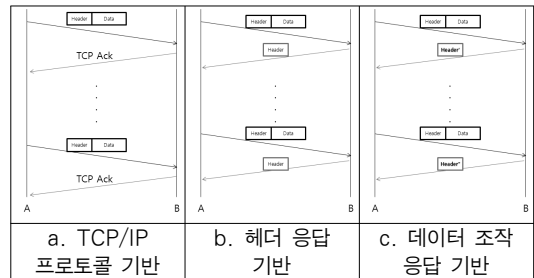 Header Data
TCP Ack
Header Data
TCP Ack
A B
a. TCP/IP
프로토콜 기반
Header Data
Header
Header Data
Header
A B
b. 헤더 응답
기반
Header Data
Header'
Header Data
Header"
A B
c. 데이터 조작
응답 기반